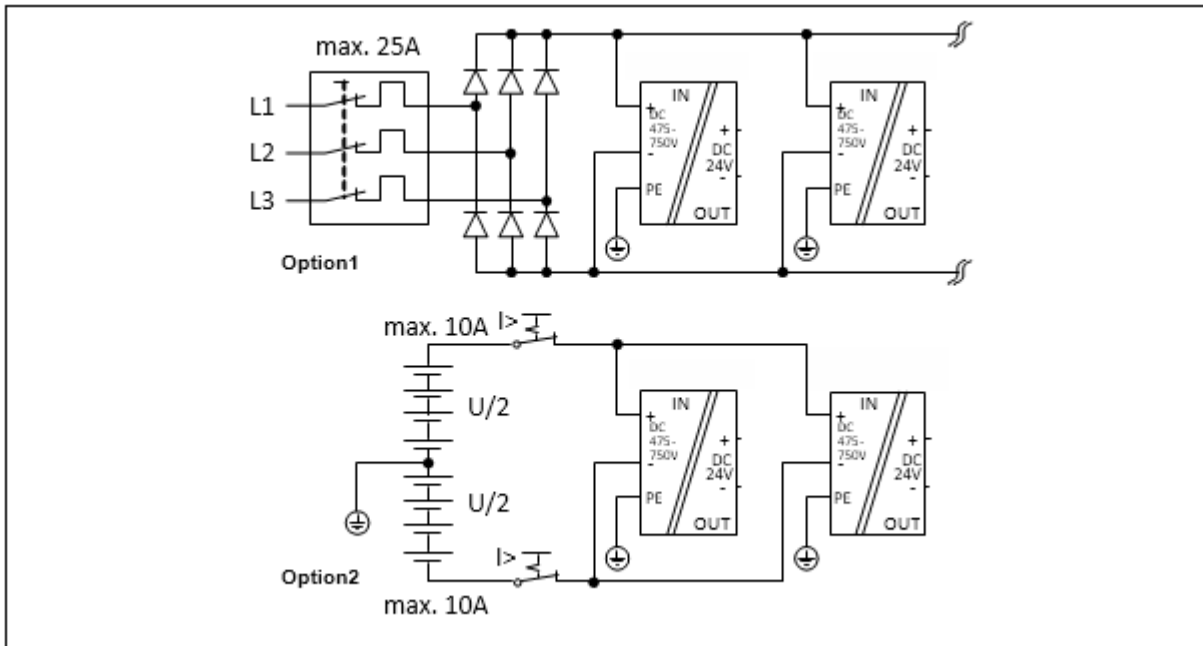 max. 25A
L1
L2
L3
Option1
IN
+
DC
475-
750V
-
PE
+
DC
24V
-
OUT
IN
+
DC
475-
750V
-
PE
+
DC
24V
-
OUT
max. 10A
I>
U/2
U/2
I>
Option2
max. 10A
IN
+
DC
475-
750V
-
PE
+
DC
24V
-
OUT
IN
+
DC
475-
750V
-
PE
+
DC
24V
-
OUT